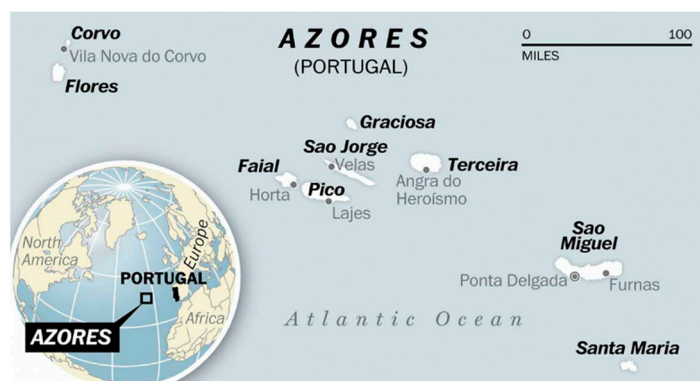 AZORES
(PORTUGAL)
0 100
MILES
Corvo
Vila Nova do Corvo
Flores
Graciosa
Sao Jorge
Velas
Faial
Horta
Pico
Lajes
Terceira
Angra do
Heroísmo
Sao
Miguel
Ponta Delgada
Furnas
Santa Maria
Atlantic Ocean
North
America
Europe
PORTUGAL
Africa
AZORES